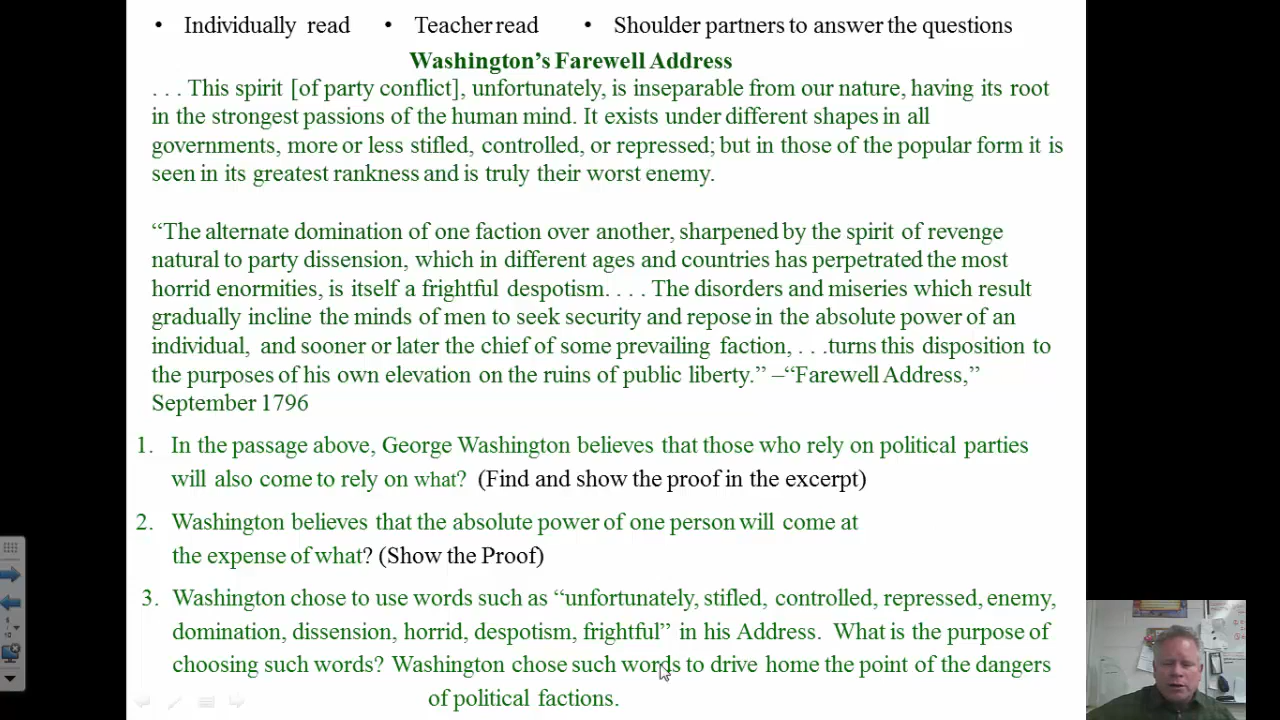 • Individually read • Teacher read • Shoulder partners to answer the questions
Washington's Farewell Address
. . . This spirit [of party conflict], unfortunately, is inseparable from our nature, having its root
in the strongest passions of the human mind. It exists under different shapes in all
governments, more or less stifled, controlled, or repressed; but in those of the popular form it is
seen in its greatest rankness and is truly their worst enemy.
“The alternate domination of one faction over another, sharpened by the spirit of revenge
natural to party dissension, which in different ages and countries has perpetrated the most
horrid enormities, is itself a frightful despotism. . . . The disorders and miseries which result
gradually incline the minds of men to seek security and repose in the absolute power of an
individual, and sooner or later the chief of some prevailing faction, . . .turns this disposition to
the purposes of his own elevation on the ruins of public liberty.” –“Farewell Address,”
September 1796
1. In the passage above, George Washington believes that those who rely on political parties
will also come to rely on what? (Find and show the proof in the excerpt)
2. Washington believes that the absolute power of one person will come at
the expense of what? (Show the Proof)
3. Washington chose to use words such as “unfortunately, stifled, controlled, repressed, enemy,
domination, dissension, horrid, despotism, frightful” in his Address. What is the purpose of
choosing such words? Washington chose such words to drive home the point of the dangers
of political factions.